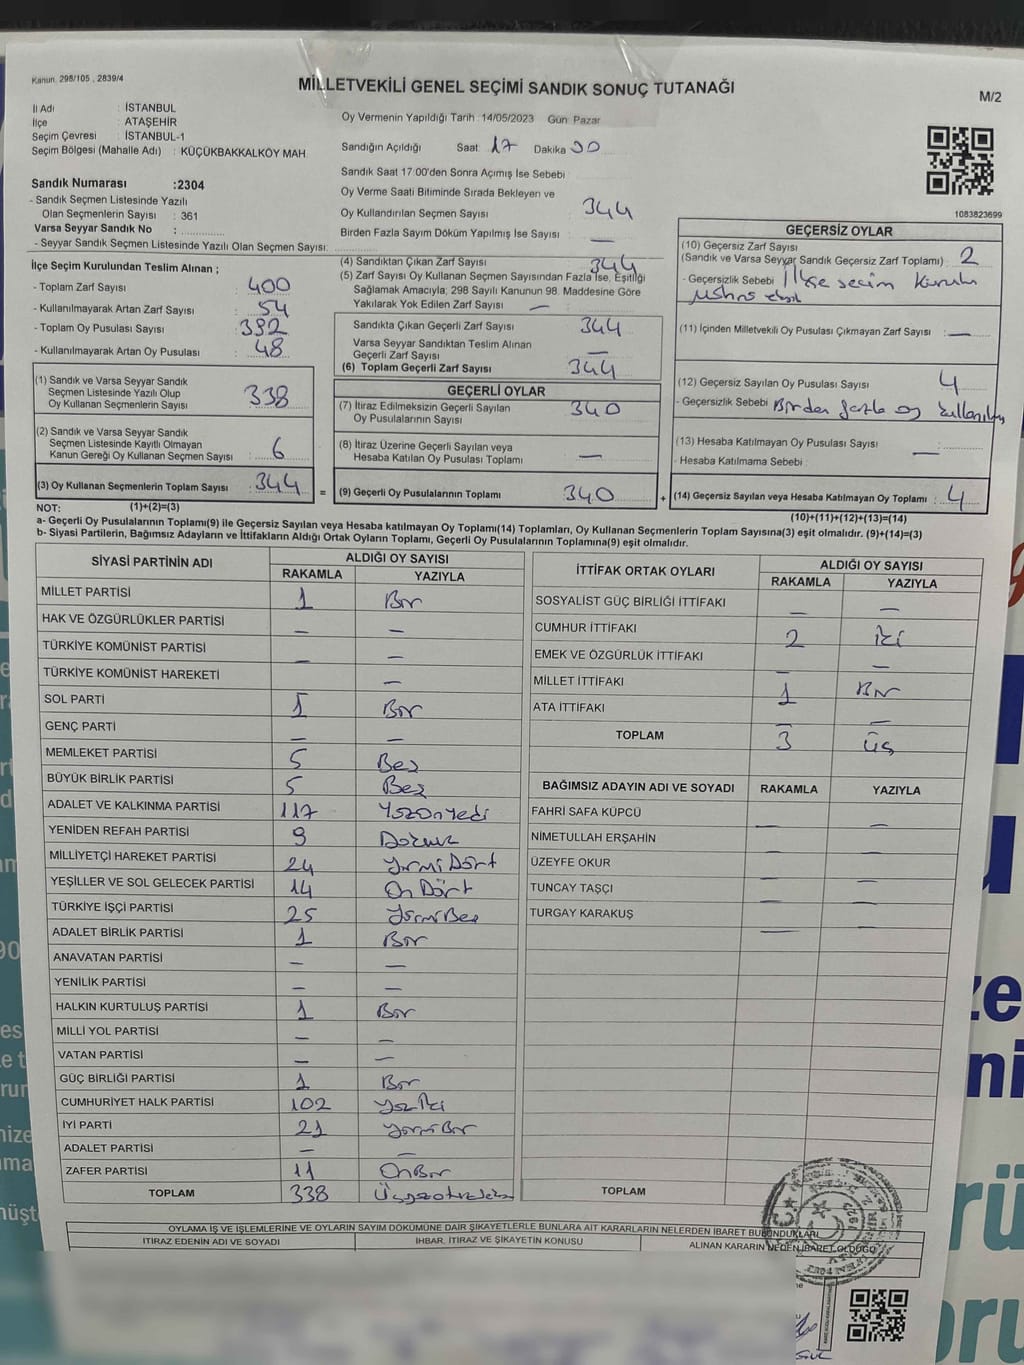 Kanun. 298/105 , 2839/4
MİLLETVEKİLİ GENEL SEÇİMİ SANDIK SONUÇ TUTANAĞI
M/2
İl Adı : İSTANBUL
İlçe : ATAŞEHİR
Seçim Çevresi : İSTANBUL-1
Seçim Bölgesi (Mahalle Adı) : KÜÇÜKBAKKALKÖY MAH.
Sandık Numarası :2304
- Sandık Seçmen Listesinde Yazılı
Olan Seçmenlerin Sayısı : 361
Varsa Seyyar Sandık No :
- Seyyar Sandık Seçmen Listesinde Yazılı Olan Seçmen Sayısı:
Oy Vermenin Yapıldığı Tarih :14/05/2023 Gün: Pazar
Sandığın Açıldığı Saat: 17 Dakika 00
Sandık Saat 17:00'den Sonra Açımış İse Sebebi
Oy Verme Saati Bitiminde Sırada Bekleyen ve
Oy Kullandırılan Seçmen Sayısı 344
Birden Fazla Sayım Döküm Yapılmış İse Sayısı —
1083823699
İlçe Seçim Kurulundan Teslim Alınan ;
- Toplam Zarf Sayısı : 400
- Kullanılmayarak Artan Zarf Sayısı : 54
- Toplam Oy Pusulası Sayısı : 392
- Kullanılmayarak Artan Oy Pusulası : 48
(4) Sandıktan Çıkan Zarf Sayısı 344
(5) Zarf Sayısı Oy Kullanan Seçmen Sayısından Fazla İse, Eşitliği
Sağlamak Amacıyla; 298 Sayılı Kanunun 98. Maddesine Göre
Yakılarak Yok Edilen Zarf Sayısı : —
Sandıkta Çıkan Geçerli Zarf Sayısı 344
Varsa Seyyar Sandıktan Teslim Alınan
Geçerli Zarf Sayısı —
(6) Toplam Geçerli Zarf Sayısı 344
GEÇERSİZ OYLAR
(10) Geçersiz Zarf Sayısı
(Sandık ve Varsa Seyyar Sandık Geçersiz Zarf Toplamı) : 2
- Geçersizlik Sebebi : İlçe seçim Kurulu
(11) İçinden Milletvekili Oy Pusulası Çıkmayan Zarf Sayısı : —
(12) Geçersiz Sayılan Oy Pusulası Sayısı 4
- Geçersizlik Sebebi Birden fazla oy kullanılan
(13) Hesaba Katılmayan Oy Pusulası Sayısı : —
- Hesaba Katılmama Sebebi :
(14) Geçersiz Sayılan veya Hesaba Katılmayan Oy Toplamı : 4
(10)+(11)+(12)+(13)=(14)
(1) Sandık ve Varsa Seyyar Sandık
Seçmen Listesinde Yazılı Olup
Oy Kullanan Seçmenlerin Sayısı : 338
(2) Sandık ve Varsa Seyyar Sandık
Seçmen Listesinde Kayıtlı Olmayan
Kanun Gereği Oy Kullanan Seçmen Sayısı : 6
(3) Oy Kullanan Seçmenlerin Toplam Sayısı : 344 =
GEÇERLİ OYLAR
(7) İtiraz Edilmeksizin Geçerli Sayılan
Oy Pusulalarının Sayısı : 340
(8) İtiraz Üzerine Geçerli Sayılan veya
Hesaba Katılan Oy Pusulası Toplamı : —
(9) Geçerli Oy Pusulalarının Toplamı : 340 +
NOT: (1)+(2)=(3)
a- Geçerli Oy Pusulalarının Toplamı(9) ile Geçersiz Sayılan veya Hesaba katılmayan Oy Toplamı(14) Toplamları, Oy Kullanan Seçmenlerin Toplam Sayısına(3) eşit olmalıdır. (9)+(14)=(3)
b- Siyasi Partilerin, Bağımsız Adayların ve İttifakların Aldığı Ortak Oyların Toplamı, Geçerli Oy Pusulalarının Toplamına(9) eşit olmalıdır.
SİYASİ PARTİNİN ADI ALDIĞI OY SAYISI
RAKAMLA YAZIYLA
MİLLET PARTİSİ 1 Bir
HAK VE ÖZGÜRLÜKLER PARTİSİ — —
TÜRKİYE KOMÜNİST PARTİSİ — —
TÜRKİYE KOMÜNİST HAREKETİ —
SOL PARTİ 1 Bir
GENÇ PARTİ — —
MEMLEKET PARTİSİ 5 Beş
BÜYÜK BİRLİK PARTİSİ 5 Beş
ADALET VE KALKINMA PARTİSİ 117 Yüzonyedi
YENİDEN REFAH PARTİSİ 9 Dokuz
MİLLİYETÇİ HAREKET PARTİSİ 24 Yirmi Dört
YEŞİLLER VE SOL GELECEK PARTİSİ 14 On Dört
TÜRKİYE İŞÇİ PARTİSİ 25 Yirmi Beş
ADALET BİRLİK PARTİSİ 1 Bir
ANAVATAN PARTİSİ — —
YENİLİK PARTİSİ — —
HALKIN KURTULUŞ PARTİSİ 1 Bir
MİLLİ YOL PARTİSİ — —
VATAN PARTİSİ — —
GÜÇ BİRLİĞİ PARTİSİ 1 Bir
CUMHURİYET HALK PARTİSİ 102 Yüz İki
İYİ PARTİ 21 Yirmi Bir
ADALET PARTİSİ — —
ZAFER PARTİSİ 11 On Bir
TOPLAM 338 Üçyüzotuzsekiz
İTTİFAK ORTAK OYLARI ALDIĞI OY SAYISI
RAKAMLA YAZIYLA
SOSYALİST GÜÇ BİRLİĞİ İTTİFAKI — —
CUMHUR İTTİFAKI 2 İki
EMEK VE ÖZGÜRLÜK İTTİFAKI — —
MİLLET İTTİFAKI 1 Bir
ATA İTTİFAKI — —
TOPLAM 3 Üç
BAĞIMSIZ ADAYIN ADI VE SOYADI RAKAMLA YAZIYLA
FAHRİ SAFA KÜPCÜ — —
NİMETULLAH ERŞAHİN — —
ÜZEYFE OKUR — —
TUNCAY TAŞÇI — —
TURGAY KARAKUŞ — —
TOPLAM
OYLAMA İŞ VE İŞLEMLERİNE VE OYLARIN SAYIM DÖKÜMÜNE DAİR ŞİKAYETLERLE BUNLARA AİT KARARLARIN NELERDEN İBARET BULUNDUKLARI
İTİRAZ EDENİN ADI VE SOYADI İHBAR, İTİRAZ VE ŞİKAYETİN KONUSU ALINAN KARARIN NEDEN İBARET OLDUĞU